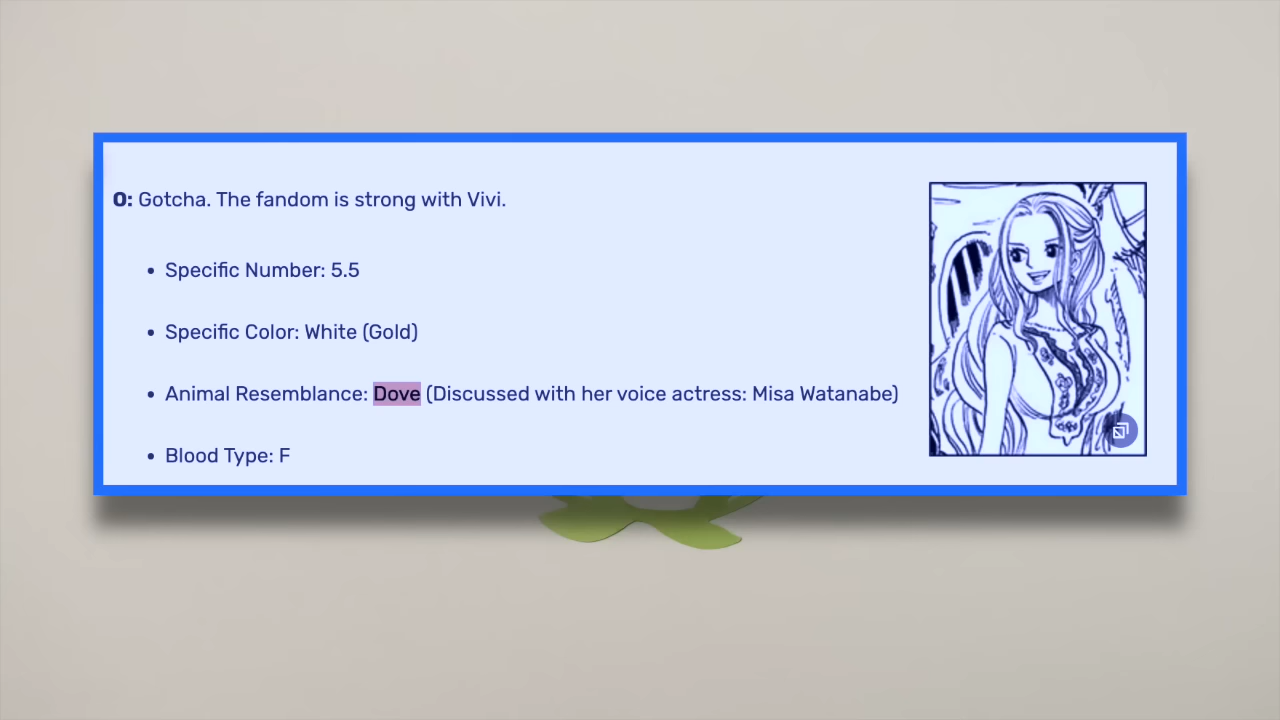 O: Gotcha. The fandom is strong with Vivi.
• Specific Number: 5.5
• Specific Color: White (Gold)
• Animal Resemblance: Dove (Discussed with her voice actress: Misa Watanabe)
• Blood Type: F